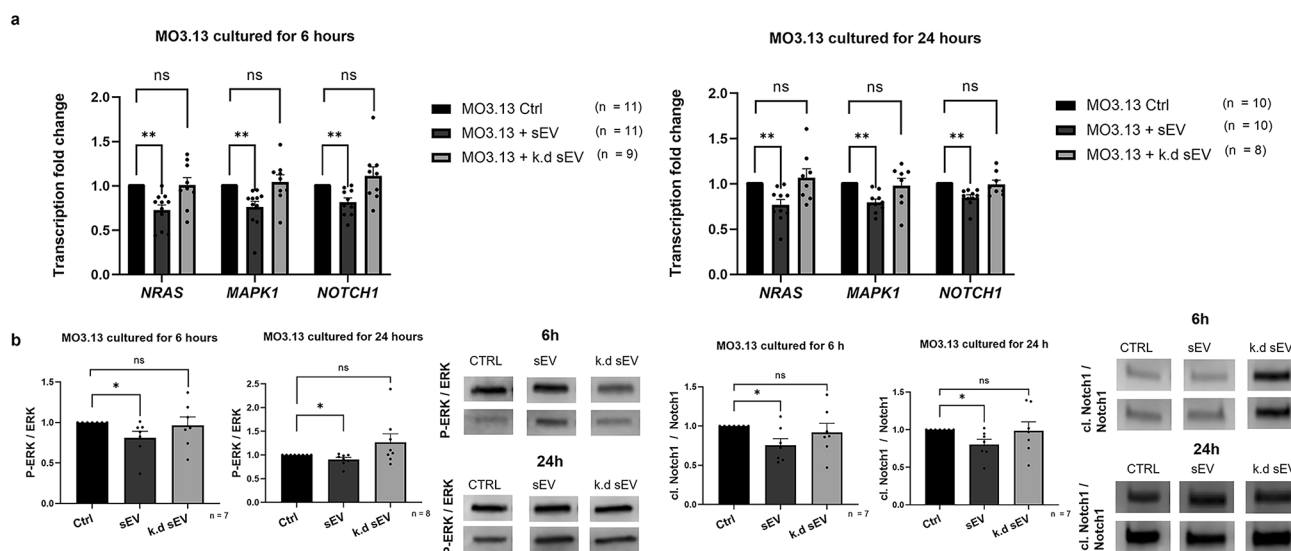 a
MO3.13 cultured for 6 hours
ns
ns
ns
**
**
**
Transcription fold change
2.0
1.5
1.0
0.5
0.0
NRAS
MAPK1
NOTCH1
MO3.13 Ctrl (n = 11)
MO3.13 + sEV (n = 11)
MO3.13 + k.d sEV (n = 9)
MO3.13 cultured for 24 hours
ns
ns
ns
**
**
**
Transcription fold change
2.0
1.5
1.0
0.5
0.0
NRAS
MAPK1
NOTCH1
MO3.13 Ctrl (n = 10)
MO3.13 + sEV (n = 10)
MO3.13 + k.d sEV (n = 8)
b
MO3.13 cultured for 6 hours
ns
*
P-ERK / ERK
1.5
1.0
0.5
0.0
Ctrl
sEV
k.d sEV
n = 7
MO3.13 cultured for 24 hours
ns
*
P-ERK / ERK
2.5
2.0
1.5
1.0
0.5
0.0
Ctrl
sEV
k.d sEV
n = 8
6h
CTRL sEV k.d sEV
P-ERK / ERK
24h
CTRL sEV k.d sEV
P-ERK / ERK
MO3.13 cultured for 6 h
ns
*
cl. Notch1 / Notch1
1.5
1.0
0.5
0.0
Ctrl
sEV
k.d sEV
n = 7
MO3.13 cultured for 24 h
ns
*
cl. Notch1 / Notch1
1.5
1.0
0.5
0.0
Ctrl
sEV
k.d sEV
n = 7
6h
CTRL sEV k.d sEV
cl. Notch1 /
Notch1
24h
CTRL sEV k.d sEV
cl. Notch1 /
Notch1